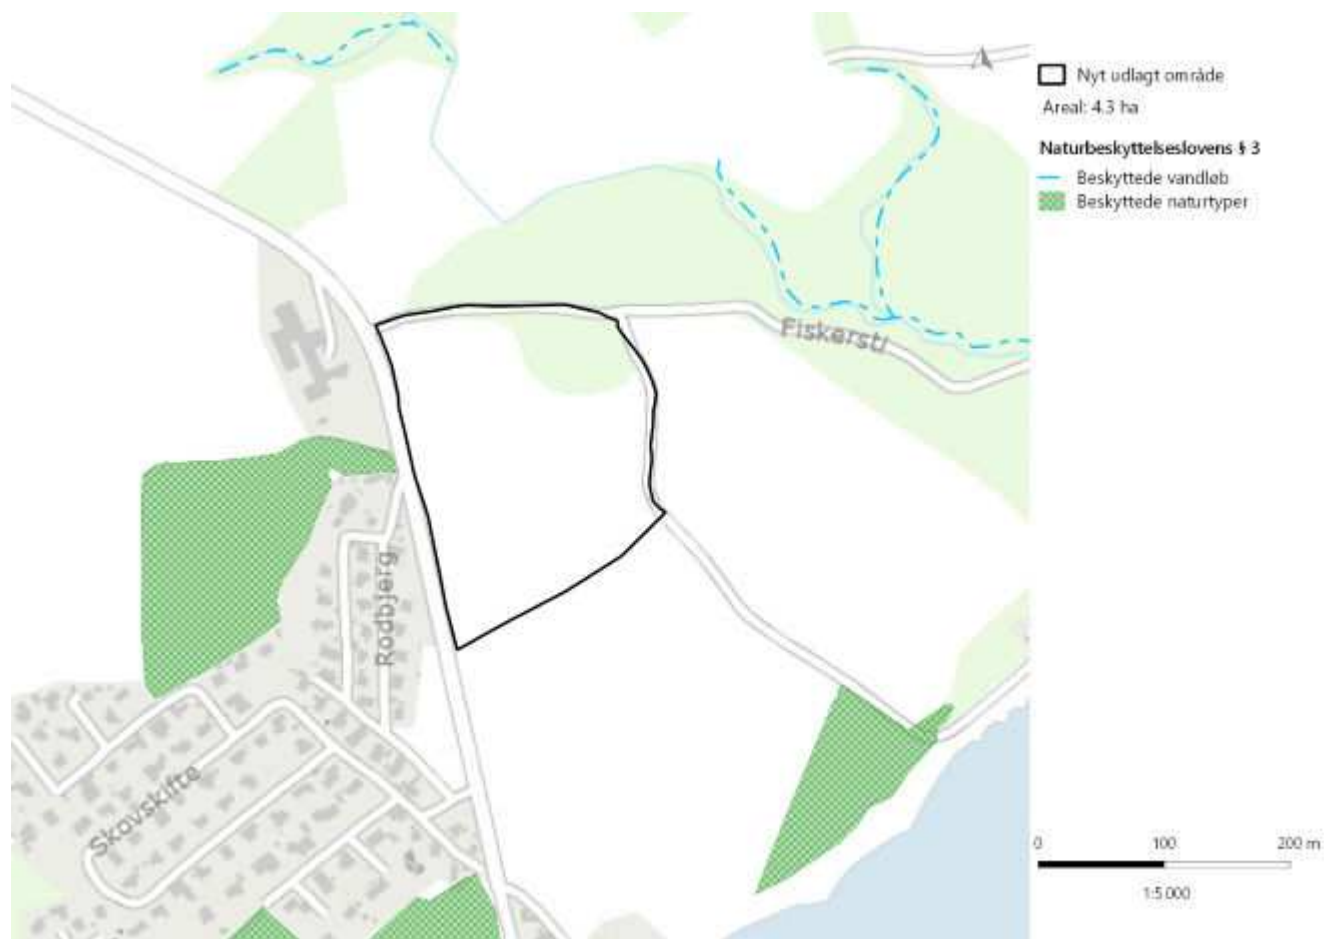 Nyt udlagt område
Areal: 4.3 ha
Naturbeskyttelseslovens § 3
Beskyttede vandløb
Beskyttede naturtyper
Fiskersti
Rodbjerg
Skovskifte
0 100 200 m
1:5 000